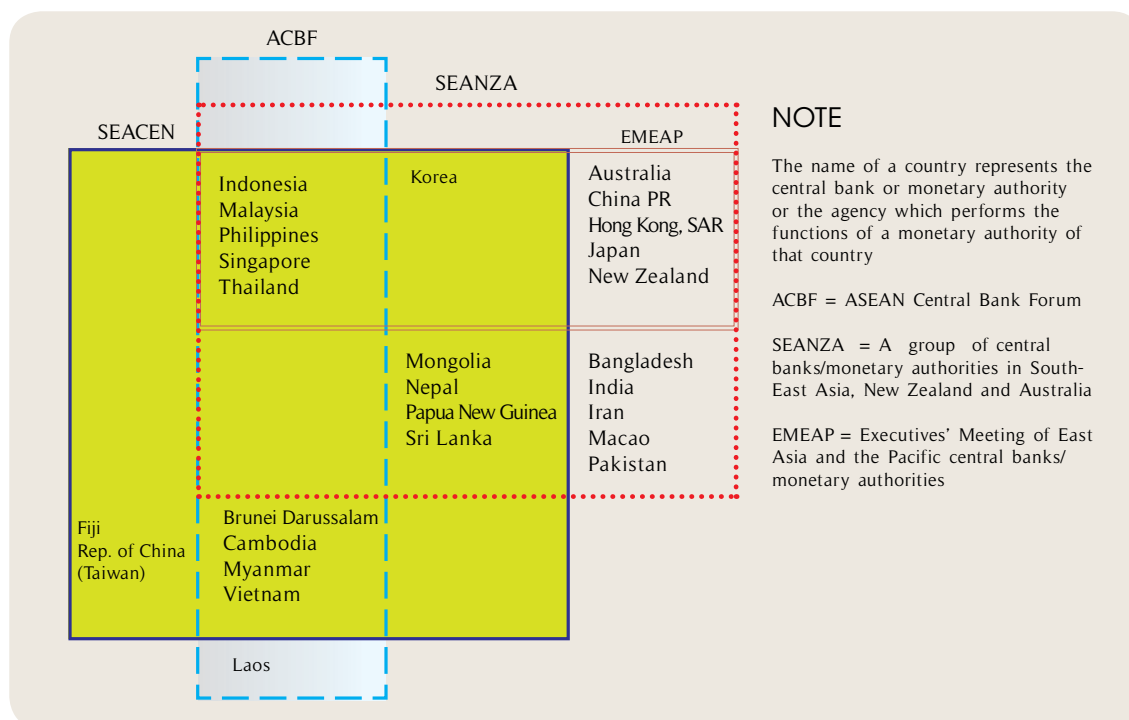 ACBF
SEANZA
SEACEN
EMEAP
Indonesia
Malaysia
Philippines
Singapore
Thailand
Korea
Australia
China PR
Hong Kong, SAR
Japan
New Zealand
Mongolia
Nepal
Papua New Guinea
Sri Lanka
Bangladesh
India
Iran
Macao
Pakistan
Fiji
Rep. of China
(Taiwan)
Brunei Darussalam
Cambodia
Myanmar
Vietnam
Laos
NOTE
The name of a country represents the
central bank or monetary authority
or the agency which performs the
functions of a monetary authority of
that country
ACBF = ASEAN Central Bank Forum
SEANZA = A group of central
banks/monetary authorities in South-
East Asia, New Zealand and Australia
EMEAP = Executives’ Meeting of East
Asia and the Pacific central banks/
monetary authorities